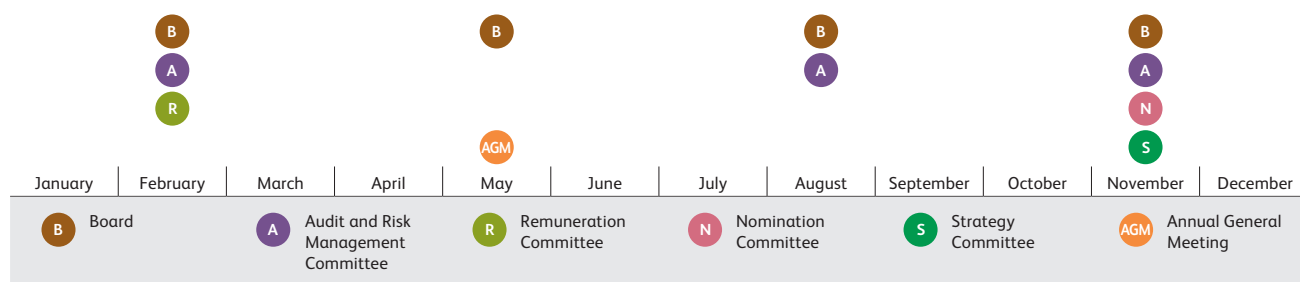 B B B B
A A A
R N
AGM S
January February March April May June July August September October November December
B Board A Audit and Risk R Remuneration N Nomination S Strategy AGM Annual General
Management Committee Committee Committee Meeting
Committee